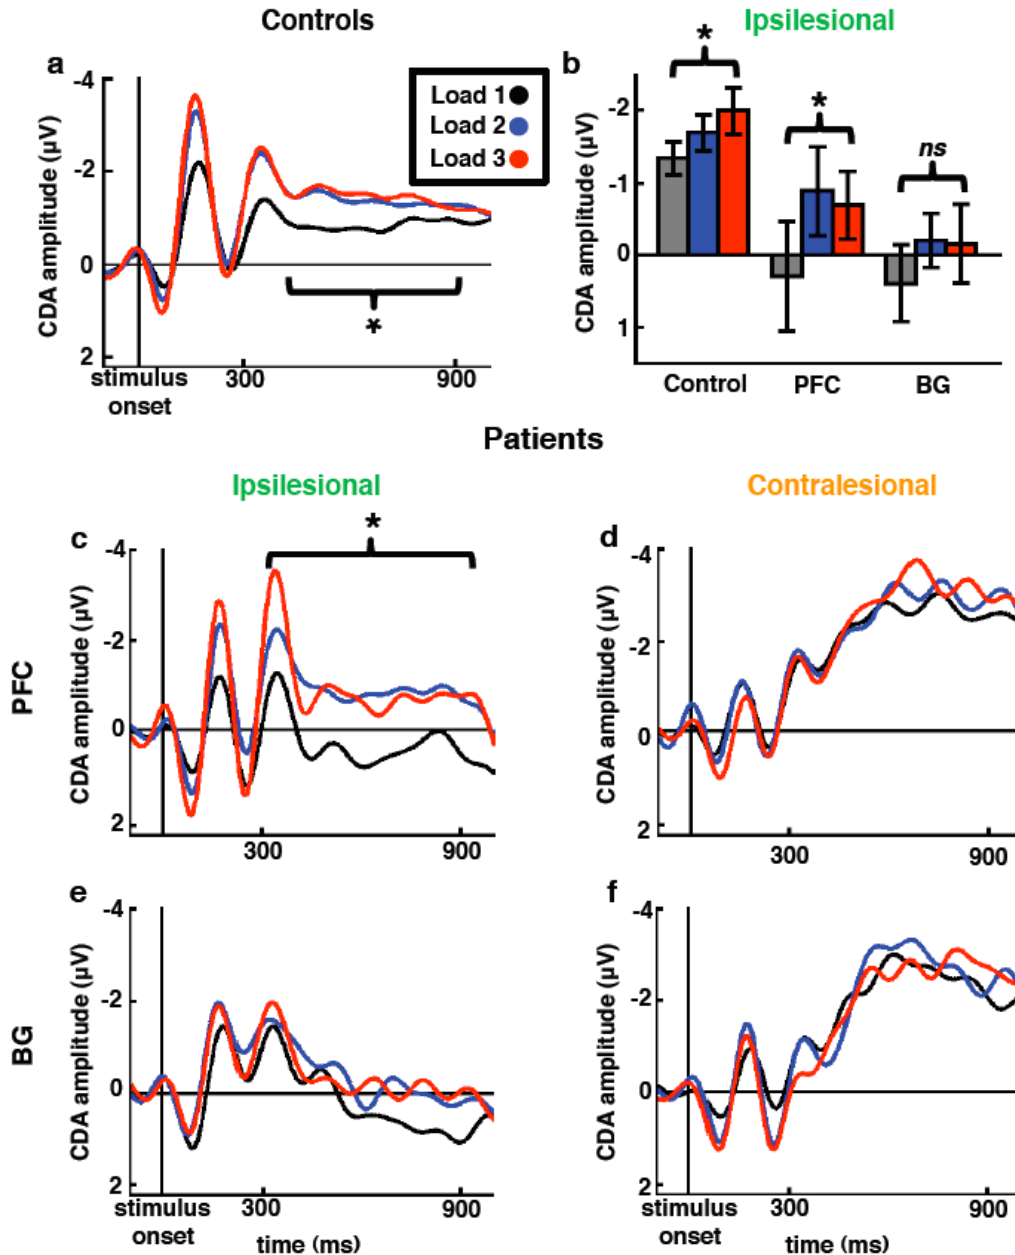 Controls
Ipsilesional
a
-4
-2
0
2
CDA amplitude (µV)
Load 1
Load 2
Load 3
*
stimulus
onset
300
900
b
-2
-1
0
1
CDA amplitude (µV)
*
*
ns
Control
PFC
BG
Patients
Ipsilesional
Contralesional
PFC
c
-4
-2
0
2
CDA amplitude (µV)
*
300
900
d
-4
-2
0
2
CDA amplitude (µV)
300
900
BG
e
-4
-2
0
2
CDA amplitude (µV)
stimulus
onset
300
900
time (ms)
f
-4
-2
0
2
CDA amplitude (µV)
stimulus
onset
300
900
time (ms)